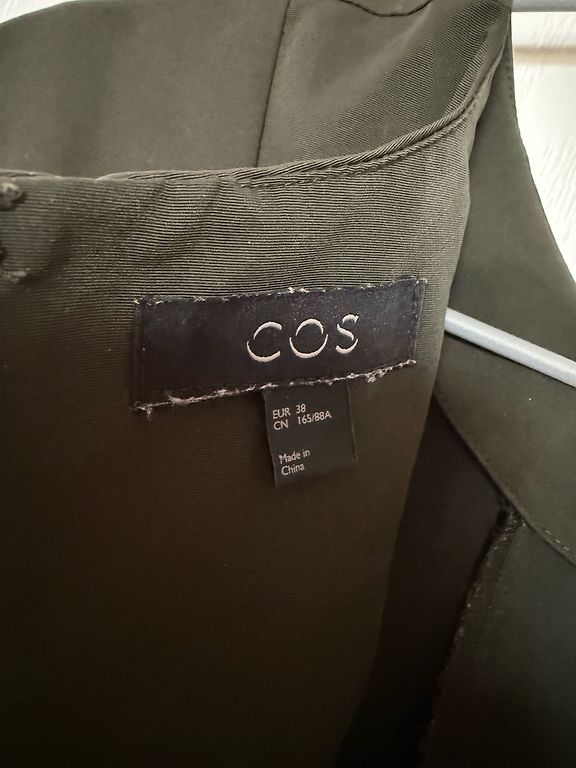 COS
EUR 38
CN 165/88A
Made in
China